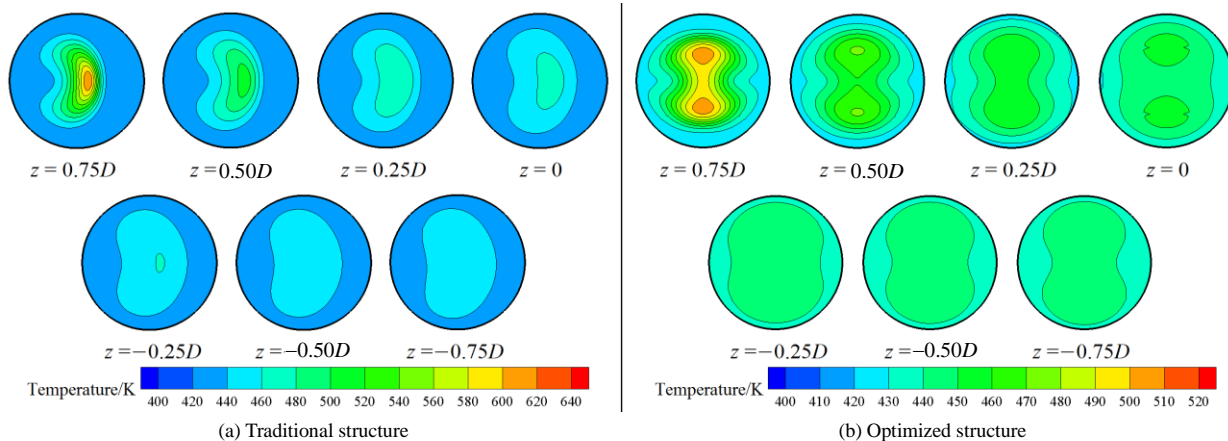 z = 0.75D z = 0.50D z = 0.25D z = 0
z =−0.25D z =−0.50D z =−0.75D
Temperature/K
400 420 440 460 480 500 520 540 560 580 600 620 640
(a) Traditional structure
z = 0.75D z = 0.50D z = 0.25D z = 0
z =−0.25D z =−0.50D z =−0.75D
Temperature/K
400 410 420 430 440 450 460 470 480 490 500 510 520
(b) Optimized structure